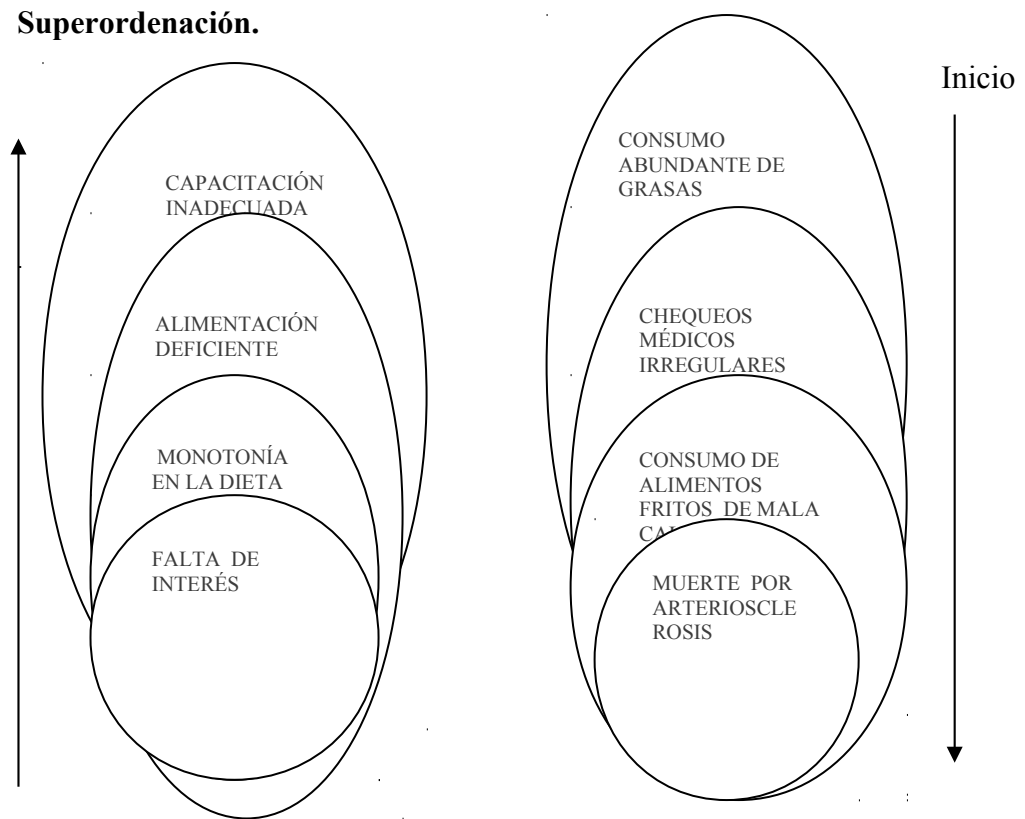 Superordenación.
Inicio
CAPACITACIÓN
INADECUADA
ALIMENTACIÓN
DEFICIENTE
MONOTONÍA
EN LA DIETA
FALTA DE
INTERÉS
CONSUMO
ABUNDANTE DE
GRASAS
CHEQUEOS
MÉDICOS
IRREGULARES
CONSUMO DE
ALIMENTOS
FRITOS DE MALA
MUERTE POR
ARTERIOSCLE
ROSIS